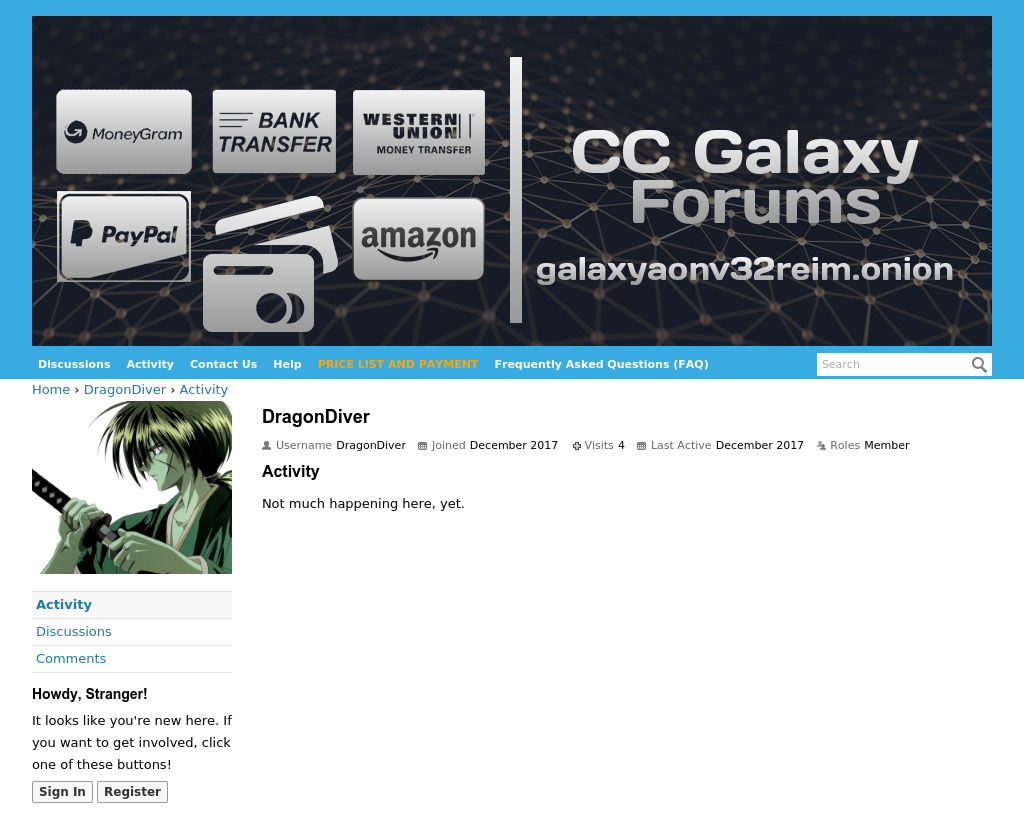 MoneyGram
BANK TRANSFER
WESTERN UNION
MONEY TRANSFER
PayPal
amazon
CC Galaxy
Forums
galaxyaonv32reim.onion
Discussions Activity Contact Us Help PRICE LIST AND PAYMENT Frequently Asked Questions (FAQ) Search
Home › DragonDiver › Activity
DragonDiver
Username DragonDiver Joined December 2017 Visits 4 Last Active December 2017 Roles Member
Activity
Not much happening here, yet.
Activity
Discussions
Comments
Howdy, Stranger!
It looks like you're new here. If
you want to get involved, click
one of these buttons!
Sign In Register